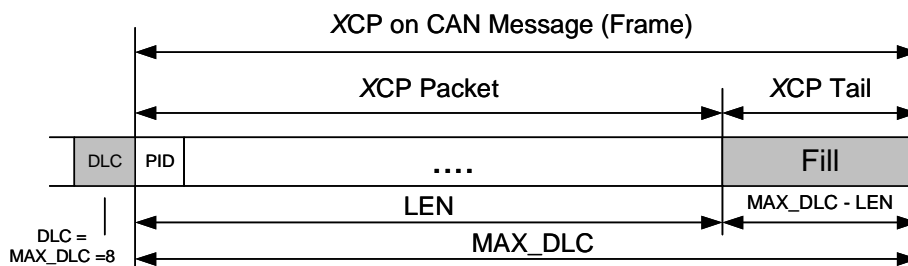 XCP on CAN Message (Frame)
XCP Packet
XCP Tail
DLC
PID
....
Fill
LEN
MAX_DLC - LEN
DLC =
MAX_DLC =8
MAX_DLC